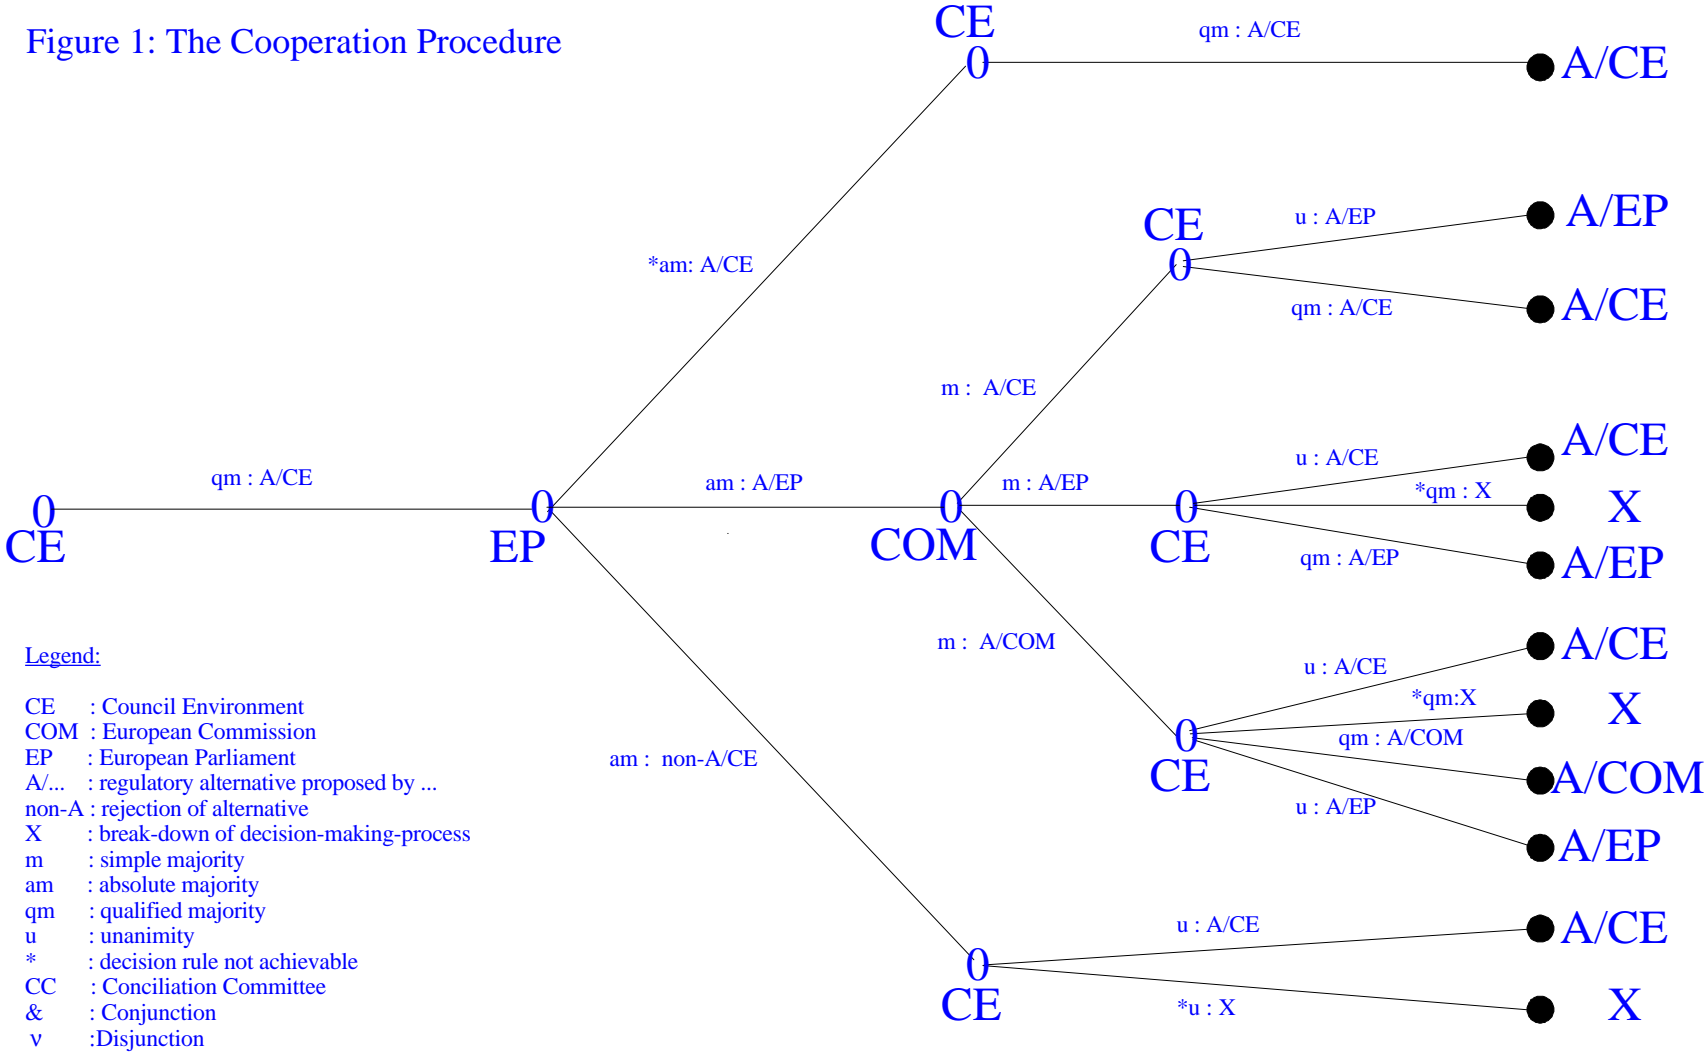 Figure 1: The Cooperation Procedure
CE
0
qm : A/CE
A/CE
*am: A/CE
CE
0
u : A/EP
A/EP
qm : A/CE
A/CE
m : A/CE
qm : A/CE
0
CE
0
EP
am : A/EP
0
COM
m : A/EP
0
CE
u : A/CE
A/CE
*qm : X
X
qm : A/EP
A/EP
m : A/COM
0
CE
u : A/CE
A/CE
*qm:X
X
qm : A/COM
A/COM
u : A/EP
A/EP
am : non-A/CE
0
CE
u : A/CE
A/CE
*u : X
X
Legend:
CE : Council Environment
COM : European Commission
EP : European Parliament
A/... : regulatory alternative proposed by ...
non-A : rejection of alternative
X : break-down of decision-making-process
m : simple majority
am : absolute majority
qm : qualified majority
u : unanimity
* : decision rule not achievable
CC : Conciliation Committee
& : Conjunction
ν :Disjunction